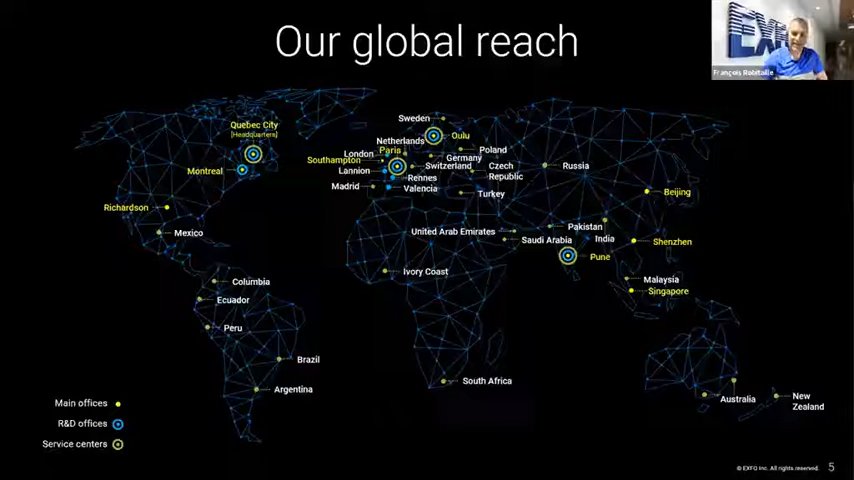 Our global reach
EXFO
François Robitaille
Quebec City
[Headquarters]
Montreal
Richardson
Mexico
Columbia
Ecuador
Peru
Brazil
Argentina
Sweden
Oulu
Netherlands
Paris
London
Southampton
Lannion
Madrid
Poland
Germany
Switzerland
Czech
Republic
Rennes
Valencia
Turkey
Russia
Beijing
United Arab Emirates
Pakistan
Saudi Arabia
India
Shenzhen
Pune
Ivory Coast
Malaysia
Singapore
South Africa
Australia
New
Zealand
Main offices
R&D offices
Service centers
© EXFO Inc. All rights reserved.
5